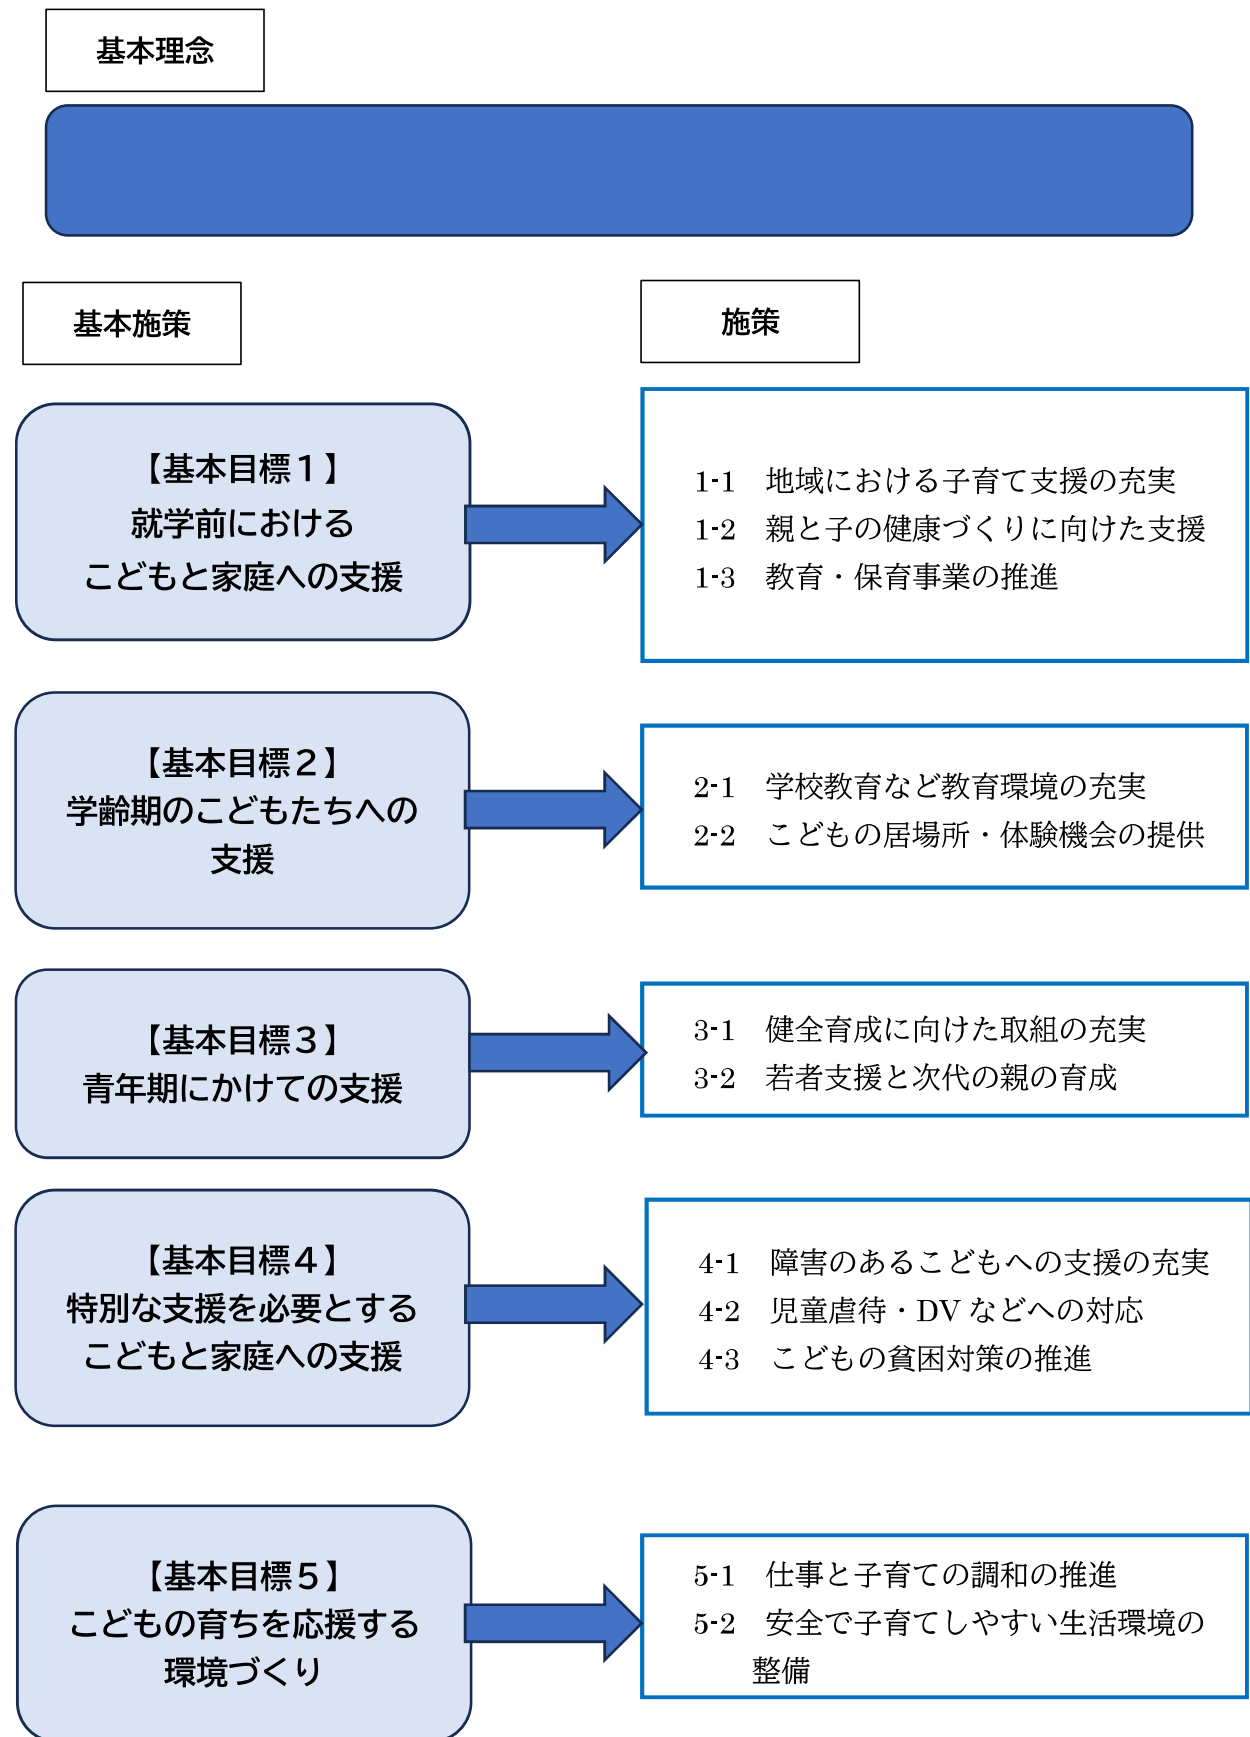 基本理念
基本施策
施策
【基本目標１】
就学前における
こどもと家庭への支援
1-1　地域における子育て支援の充実
1-2　親と子の健康づくりに向けた支援
1-3　教育・保育事業の推進
【基本目標２】
学齢期のこどもたちへの
支援
2-1　学校教育など教育環境の充実
2-2　こどもの居場所・体験機会の提供
【基本目標３】
青年期にかけての支援
3-1　健全育成に向けた取組の充実
3-2　若者支援と次代の親の育成
【基本目標４】
特別な支援を必要とする
こどもと家庭への支援
4-1　障害のあるこどもへの支援の充実
4-2　児童虐待・DV などへの対応
4-3　こどもの貧困対策の推進
【基本目標５】
こどもの育ちを応援する
環境づくり
5-1　仕事と子育ての調和の推進
5-2　安全で子育てしやすい生活環境の
整備